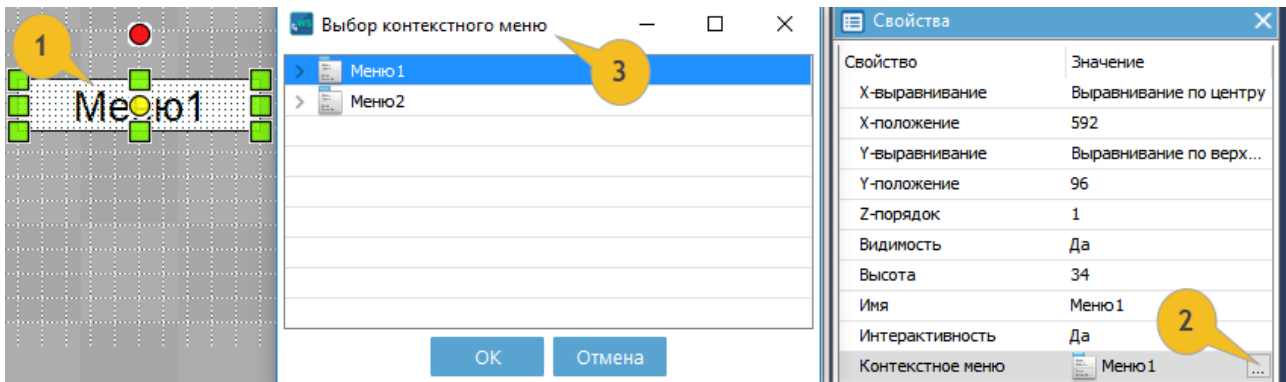 1
Меню1
Выбор контекстного меню
3
Меню1
Меню2
ОК
Отмена
Свойства
Свойство Значение
X-выравнивание Выравнивание по центру
X-положение 592
Y-выравнивание Выравнивание по верх...
Y-положение 96
Z-порядок 1
Видимость Да
Высота 34
Имя Меню1
Интерактивность Да
2
Контекстное меню Меню1 ...